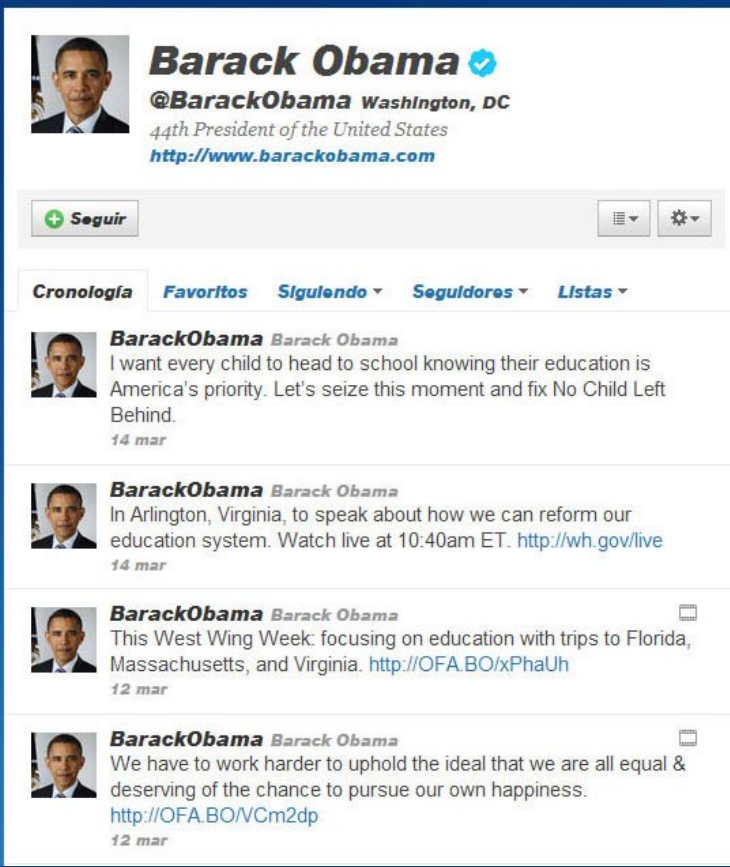 Barack Obama
@BarackObama Washington, DC
44th President of the United States
http://www.barackobama.com
Seguir
Cronología Favoritos Siguiendo Seguidores Listas
BarackObama Barack Obama
I want every child to head to school knowing their education is
America's priority. Let's seize this moment and fix No Child Left
Behind.
14 mar
BarackObama Barack Obama
In Arlington, Virginia, to speak about how we can reform our
education system. Watch live at 10:40am ET. http://wh.gov/live
14 mar
BarackObama Barack Obama
This West Wing Week: focusing on education with trips to Florida,
Massachusetts, and Virginia. http://OFA.BO/xPhaUh
12 mar
BarackObama Barack Obama
We have to work harder to uphold the ideal that we are all equal &
deserving of the chance to pursue our own happiness.
http://OFA.BO/VCm2dp
12 mar